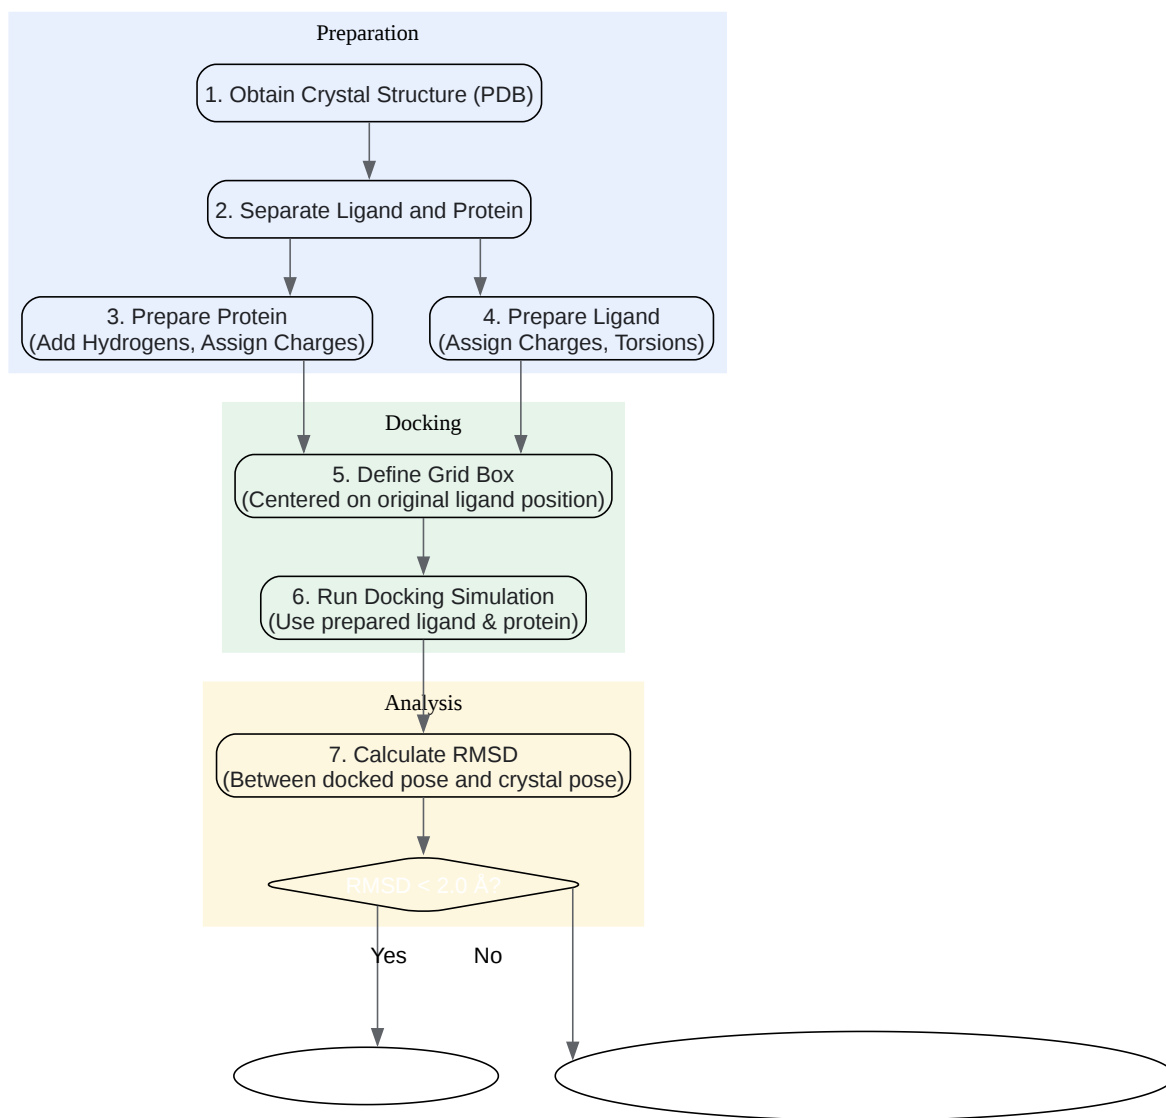 Preparation
1. Obtain Crystal Structure (PDB)
2. Separate Ligand and Protein
3. Prepare Protein
(Add Hydrogens, Assign Charges)
4. Prepare Ligand
(Assign Charges, Torsions)
Docking
5. Define Grid Box
(Centered on original ligand position)
6. Run Docking Simulation
(Use prepared ligand & protein)
Analysis
7. Calculate RMSD
(Between docked pose and crystal pose)
RMSD < 2.0 Å?
Yes
No